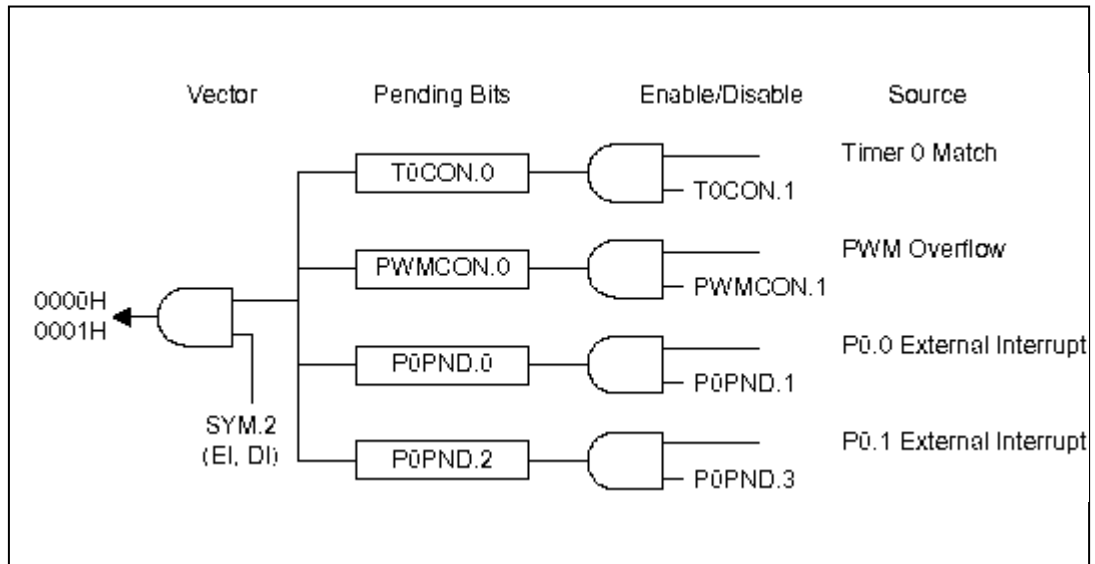 Vector Pending Bits Enable/Disable Source
T0CON.0
T0CON.1
Timer 0 Match
PWMCON.0
PWMCON.1
PWM Overflow
0000H
0001H
P0PND.0
P0PND.1
P0.0 External Interrupt
SYM.2
(EI, DI)
P0PND.2
P0PND.3
P0.1 External Interrupt